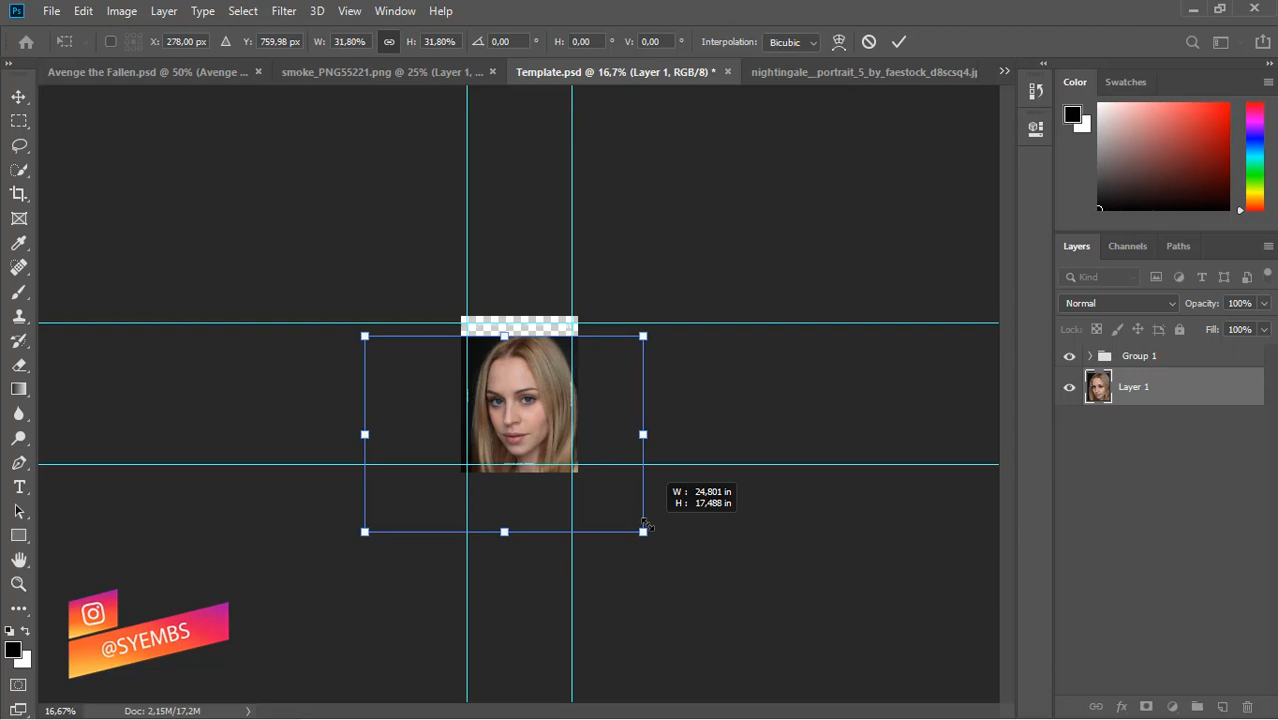 Ps File Edit Image Layer Type Select Filter 3D View Window Help
X: 278,00 px Y: 759,98 px W: 31,80% H: 31,80% 0,00 ° H: 0,00 ° V: 0,00 ° Interpolation: Bicubic
Avenge the Fallen.psd @ 50% (Avenge ... × smoke_PNG55221.png @ 25% (Layer 1, ... × Template.psd @ 16,7% (Layer 1, RGB/8) * × nightingale__portrait_5_by_faestock_d8scsq4.j
Color Swatches
Layers Channels Paths
Kind
Normal Opacity: 100%
Lock: Fill: 100%
Group 1
Layer 1
W : 24,801 in
H : 17,488 in
@SYEMBS
16,67% Doc: 2,15M/17,2M